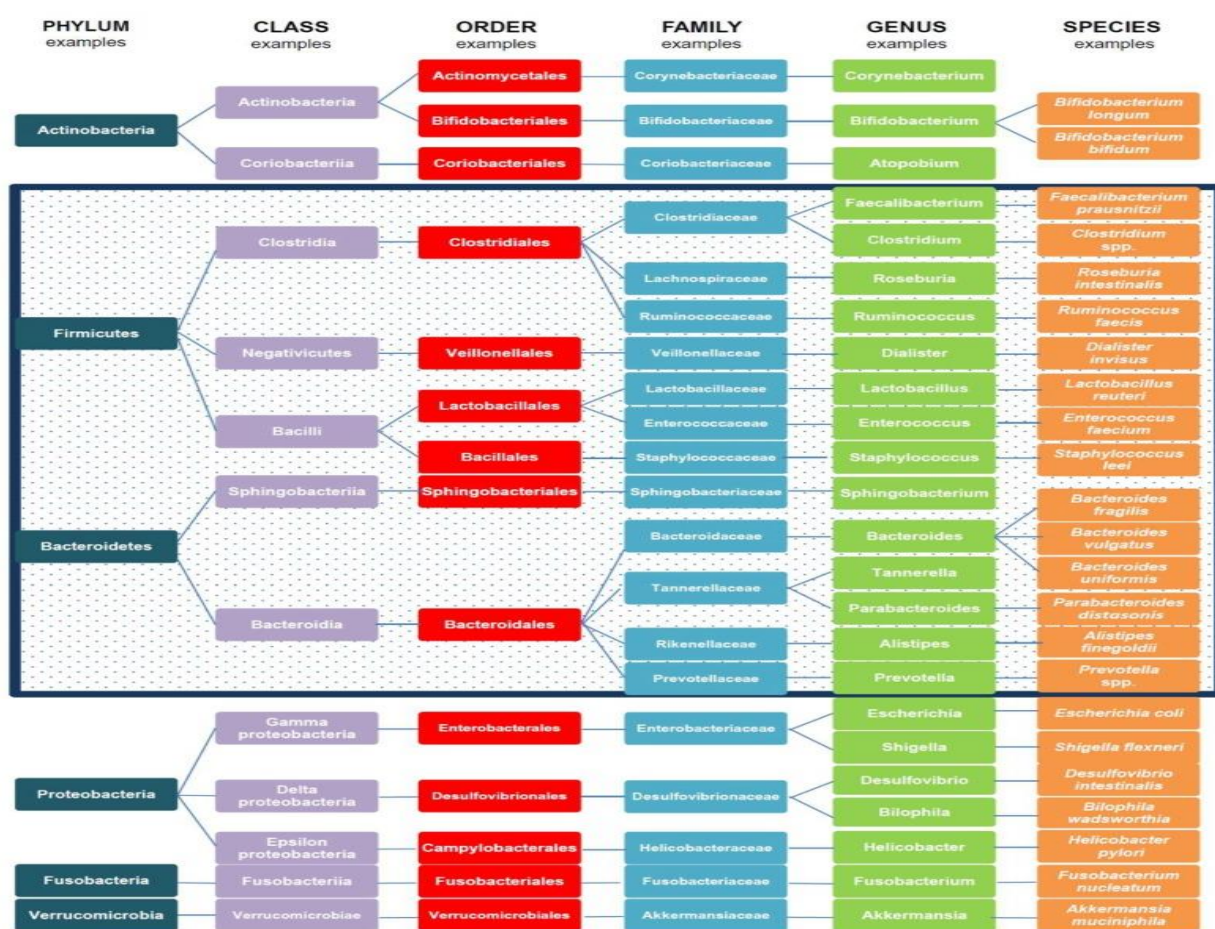 PHYLUM
examples
CLASS
examples
ORDER
examples
FAMILY
examples
GENUS
examples
SPECIES
examples
Actinobacteria
Actinobacteria
Actinomycetales
Corynebacteriaceae
Corynebacterium
Bifidobacteriales
Bifidobacteriaceae
Bifidobacterium
Bifidobacterium
longum
Bifidobacterium
bifidum
Coriobacteriia
Coriobacteriales
Coriobacteriaceae
Atopobium
Firmicutes
Clostridia
Clostridiales
Clostridiaceae
Faecalibacterium
Faecalibacterium
prausnitzii
Clostridium
Clostridium
spp.
Lachnospiraceae
Roseburia
Roseburia
intestinalis
Ruminococcaceae
Ruminococcus
Ruminococcus
faecis
Negativicutes
Veillonellales
Veillonellaceae
Dialister
Dialister
invisus
Bacilli
Lactobacillales
Lactobacillaceae
Lactobacillus
Lactobacillus
reuteri
Enterococcaceae
Enterococcus
Enterococcus
faecium
Bacillales
Staphylococcaceae
Staphylococcus
Staphylococcus
leei
Bacteroidetes
Sphingobacteriia
Sphingobacteriales
Sphingobacteriaceae
Sphingobacterium
Bacteroidia
Bacteroidales
Bacteroidaceae
Bacteroides
Bacteroides
fragilis
Bacteroides
vulgatus
Bacteroides
uniformis
Tannerellaceae
Tannerella
Parabacteroides
Parabacteroides
distasonis
Rikenellaceae
Alistipes
Alistipes
finegoldii
Prevotellaceae
Prevotella
Prevotella
spp.
Proteobacteria
Gamma
proteobacteria
Enterobacterales
Enterobacteriaceae
Escherichia
Escherichia coli
Shigella
Shigella flexneri
Delta
proteobacteria
Desulfovibrionales
Desulfovibrionaceae
Desulfovibrio
Desulfovibrio
intestinalis
Bilophila
Bilophila
wadsworthia
Epsilon
proteobacteria
Campylobacterales
Helicobacteraceae
Helicobacter
Helicobacter
pylori
Fusobacteria
Fusobacteriia
Fusobacteriales
Fusobacteriaceae
Fusobacterium
Fusobacterium
nucleatum
Verrucomicrobia
Verrucomicrobiae
Verrucomicrobiales
Akkermansiaceae
Akkermansia
Akkermansia
muciniphila